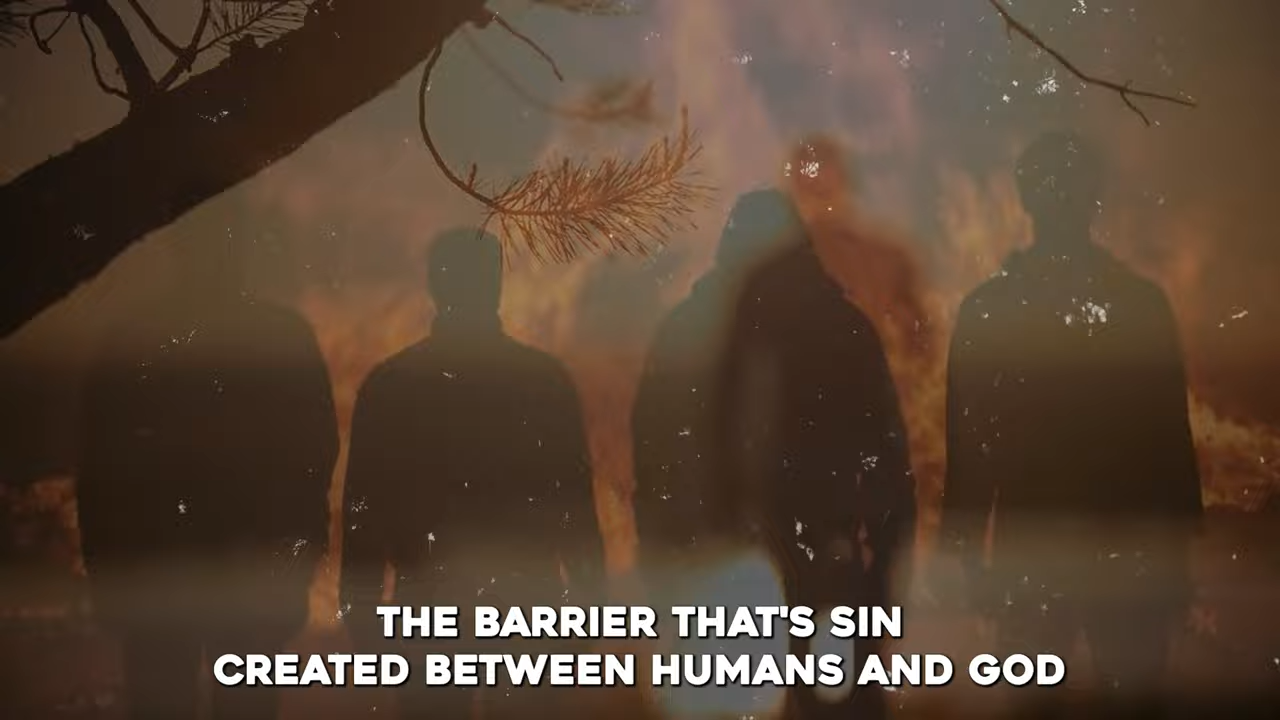 THE BARRIER THAT'S SIN
CREATED BETWEEN HUMANS AND GOD